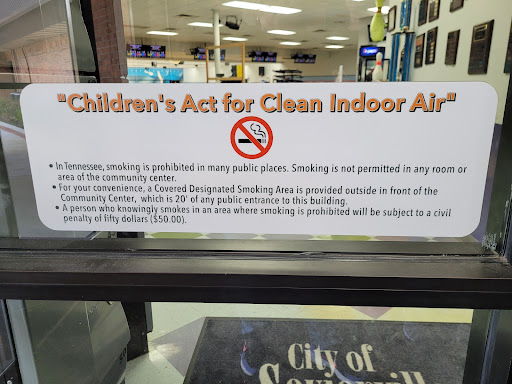 "Children's Act for Clean Indoor Air"
• In Tennessee, smoking is prohibited in many public places. Smoking is not permitted in any room or
area of the community center.
• For your convenience, a Covered Designated Smoking Area is provided outside in front of the
Community Center, which is 20' of any public entrance to this building.
• A person who knowingly smokes in an area where smoking is prohibited will be subject to a civil
penalty of fifty dollars ($50.00).
City of